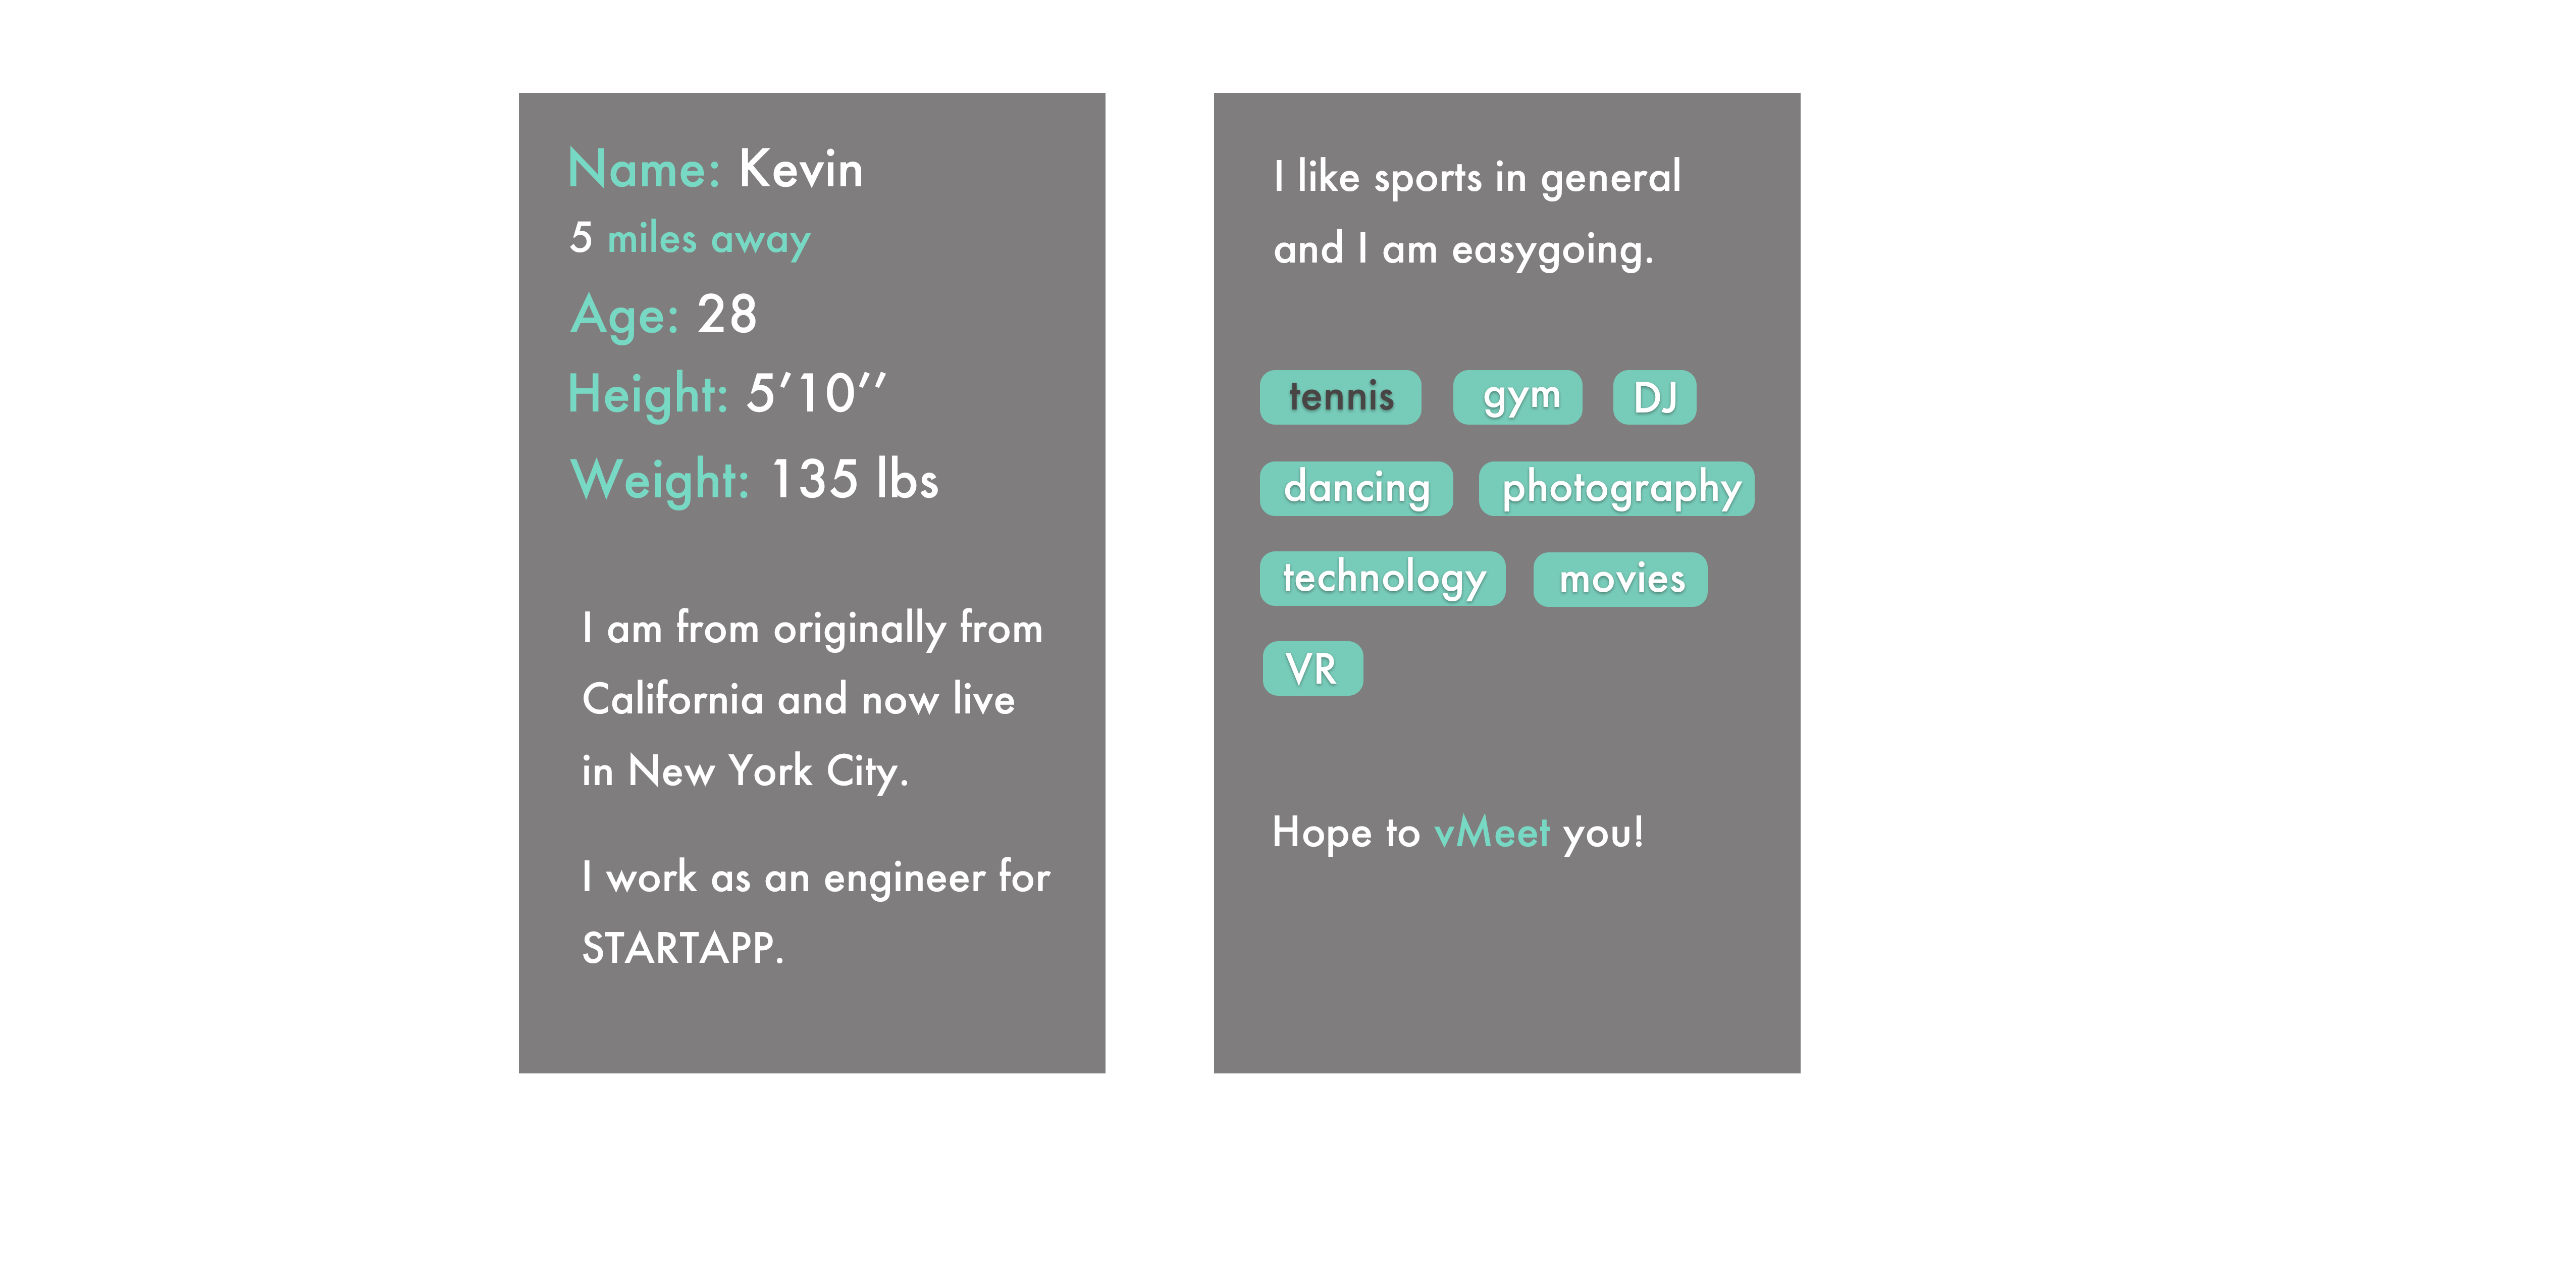 Name: Kevin
5 miles away
Age: 28
Height: 5’10’’
Weight: 135 lbs
I am from originally from
California and now live
in New York City.
I work as an engineer for
STARTAPP.
I like sports in general
and I am easygoing.
tennis gym DJ
dancing photography
technology movies
VR
Hope to vMeet you!